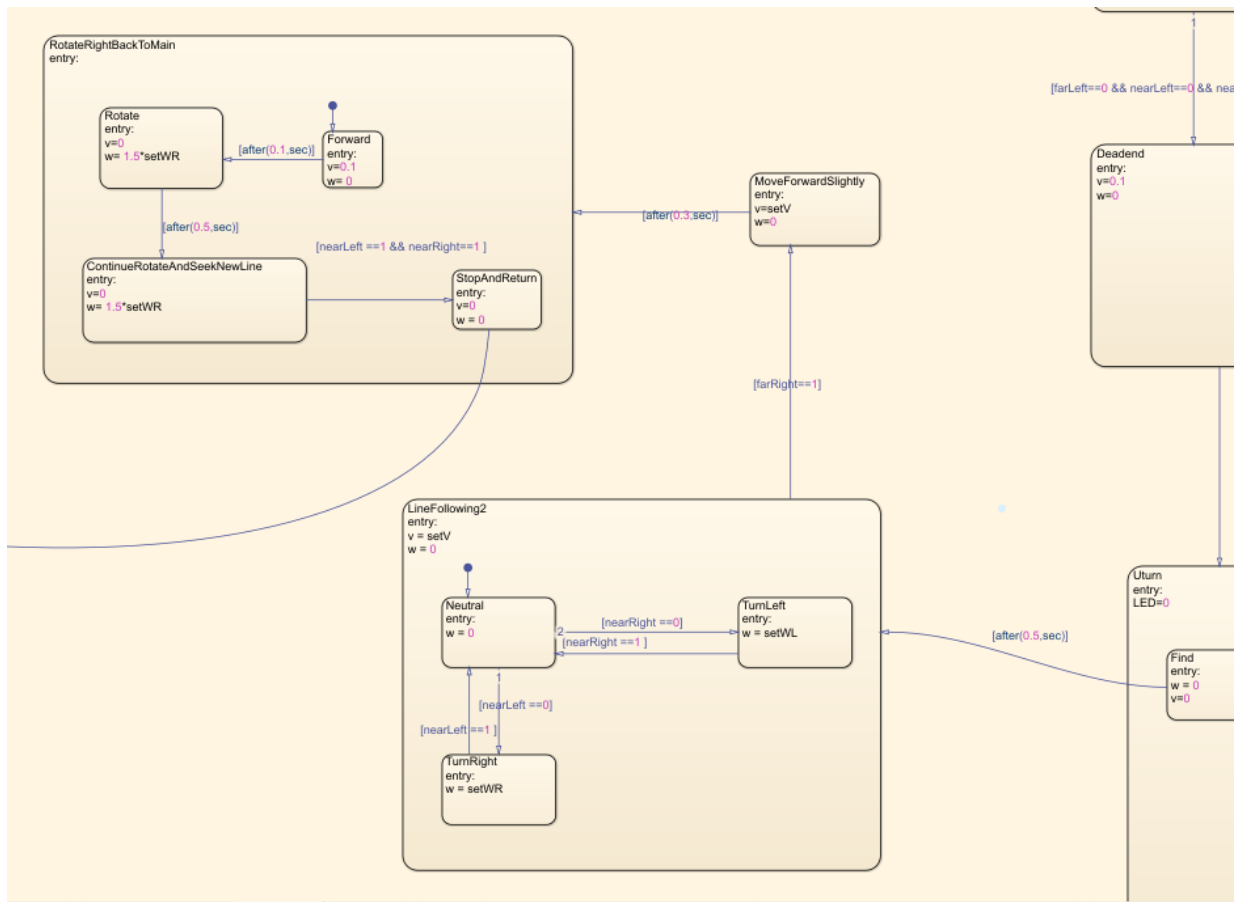 RotateRightBackToMain
entry:
Rotate
entry:
v=0
w= 1.5*setWR
[after(0.1,sec)]
Forward
entry:
v=0.1
w= 0
[after(0.5,sec)]
[nearLeft ==1 && nearRight==1 ]
ContinueRotateAndSeekNewLine
entry:
v=0
w= 1.5*setWR
StopAndReturn
entry:
v=0
w = 0
[after(0.3,sec)]
MoveForwardSlightly
entry:
v=setV
w=0
1
[farLeft==0 && nearLeft==0 && nea
Deadend
entry:
v=0.1
w=0
[farRight==1]
LineFollowing2
entry:
v = setV
w = 0
Neutral
entry:
w = 0
2
[nearRight ==0]
[nearRight ==1 ]
TurnLeft
entry:
w = setWL
1
[nearLeft ==0]
[nearLeft ==1 ]
TurnRight
entry:
w = setWR
[after(0.5,sec)]
Uturn
entry:
LED=0
Find
entry:
w = 0
v=0